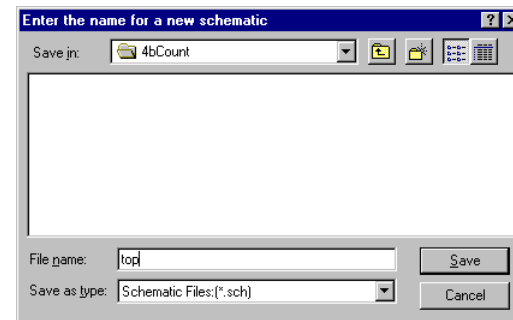 Enter the name for a new schematic
Save in: 4bCount
File name: top Save
Save as type: Schematic Files:(*.sch) Cancel